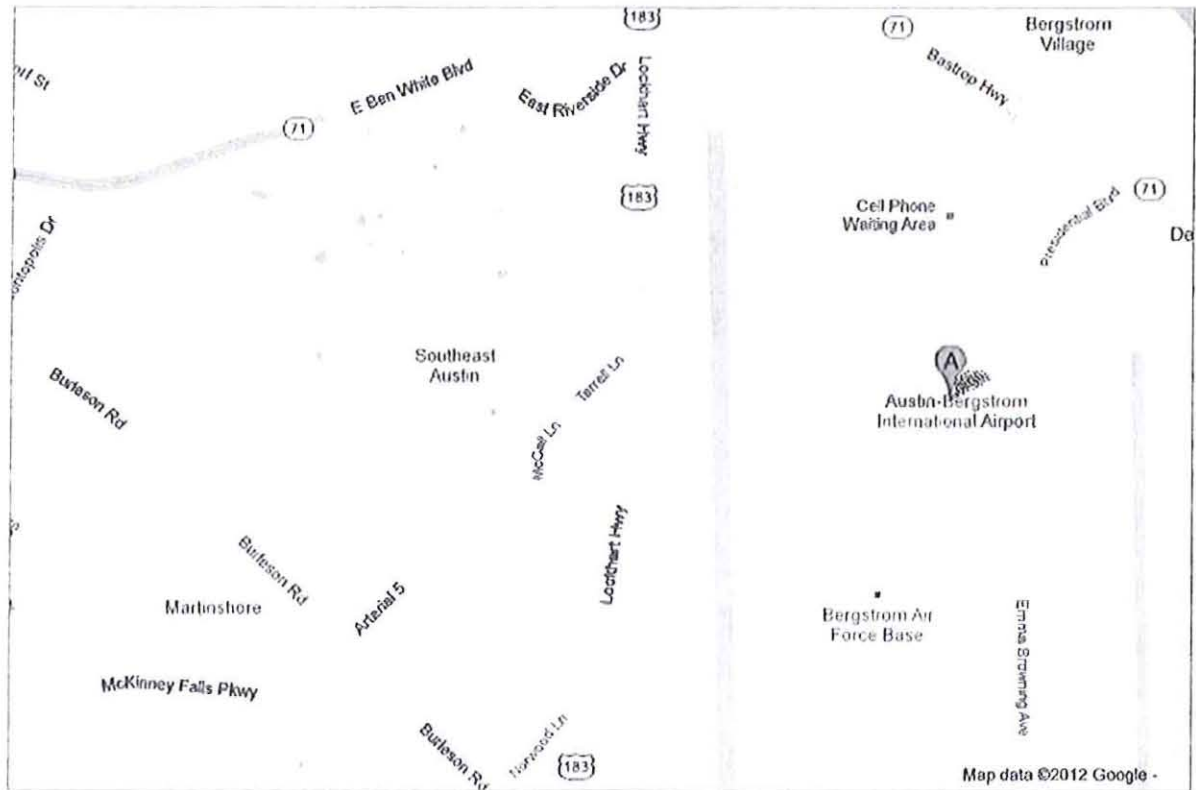 183
71
Bergstrom
Village
E Ben White Blvd
East Riverside Dr
Lockhart Hwy
Bastrop Hwy
71
183
Cell Phone
Waiting Area
Presidential Blvd
71
De
Southeast
Austin
Terrell Ln
A
Austin-Bergstrom
International Airport
Burleson Rd
McCall Ln
Lockhart Hwy
Burleson Rd
Arterial 5
Martinshore
Bergstrom Air
Force Base
Emma Browning Ave
McKinney Falls Pkwy
Burleson Rd
Norwood Ln
183
Map data ©2012 Google -